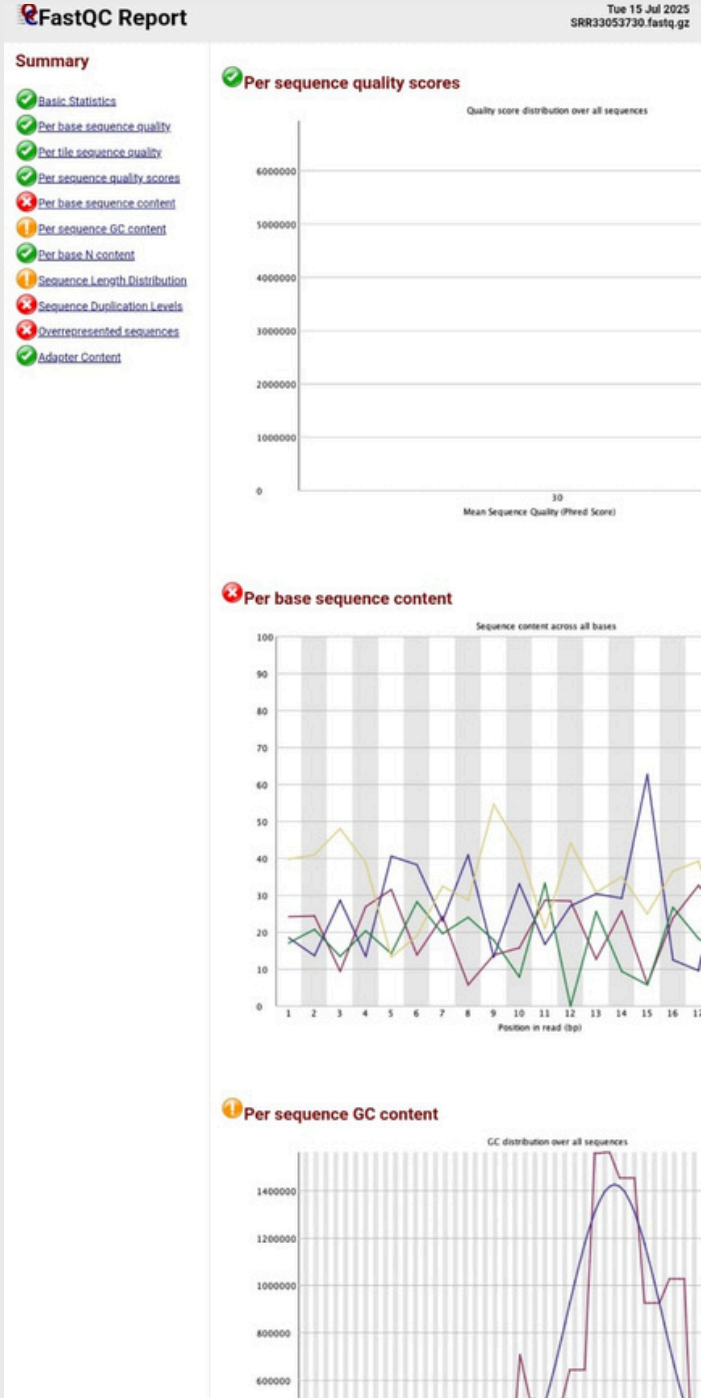 FastQC Report
Tue 15 Jul 2025
SRR33053730.fastq.gz
Summary
Basic Statistics
Per base sequence quality
Per tile sequence quality
Per sequence quality scores
Per base sequence content
Per sequence GC content
Per base N content
Sequence Length Distribution
Sequence Duplication Levels
Overrepresented sequences
Adapter Content
Per sequence quality scores
Quality score distribution over all sequences
6000000
5000000
4000000
3000000
2000000
1000000
0
30
Mean Sequence Quality (Phred Score)
Per base sequence content
Sequence content across all bases
100
90
80
70
60
50
40
30
20
10
0
1 2 3 4 5 6 7 8 9 10 11 12 13 14 15 16 17
Position in read (bp)
Per sequence GC content
GC distribution over all sequences
1400000
1200000
1000000
800000
600000